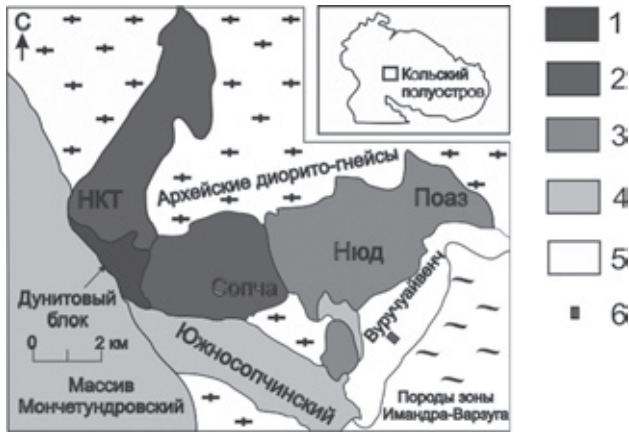 С
Кольский
полуостров
Архейские диорито-гнейсы
НКТ
Поаз
Нюд
Сопча
Дунитовый
блок
0 2 км
Вуручуайвенч
Южносопчинский
Массив
Мончетундровский
Породы зоны
Имандра-Варзуга
1
2
3
4
5
6